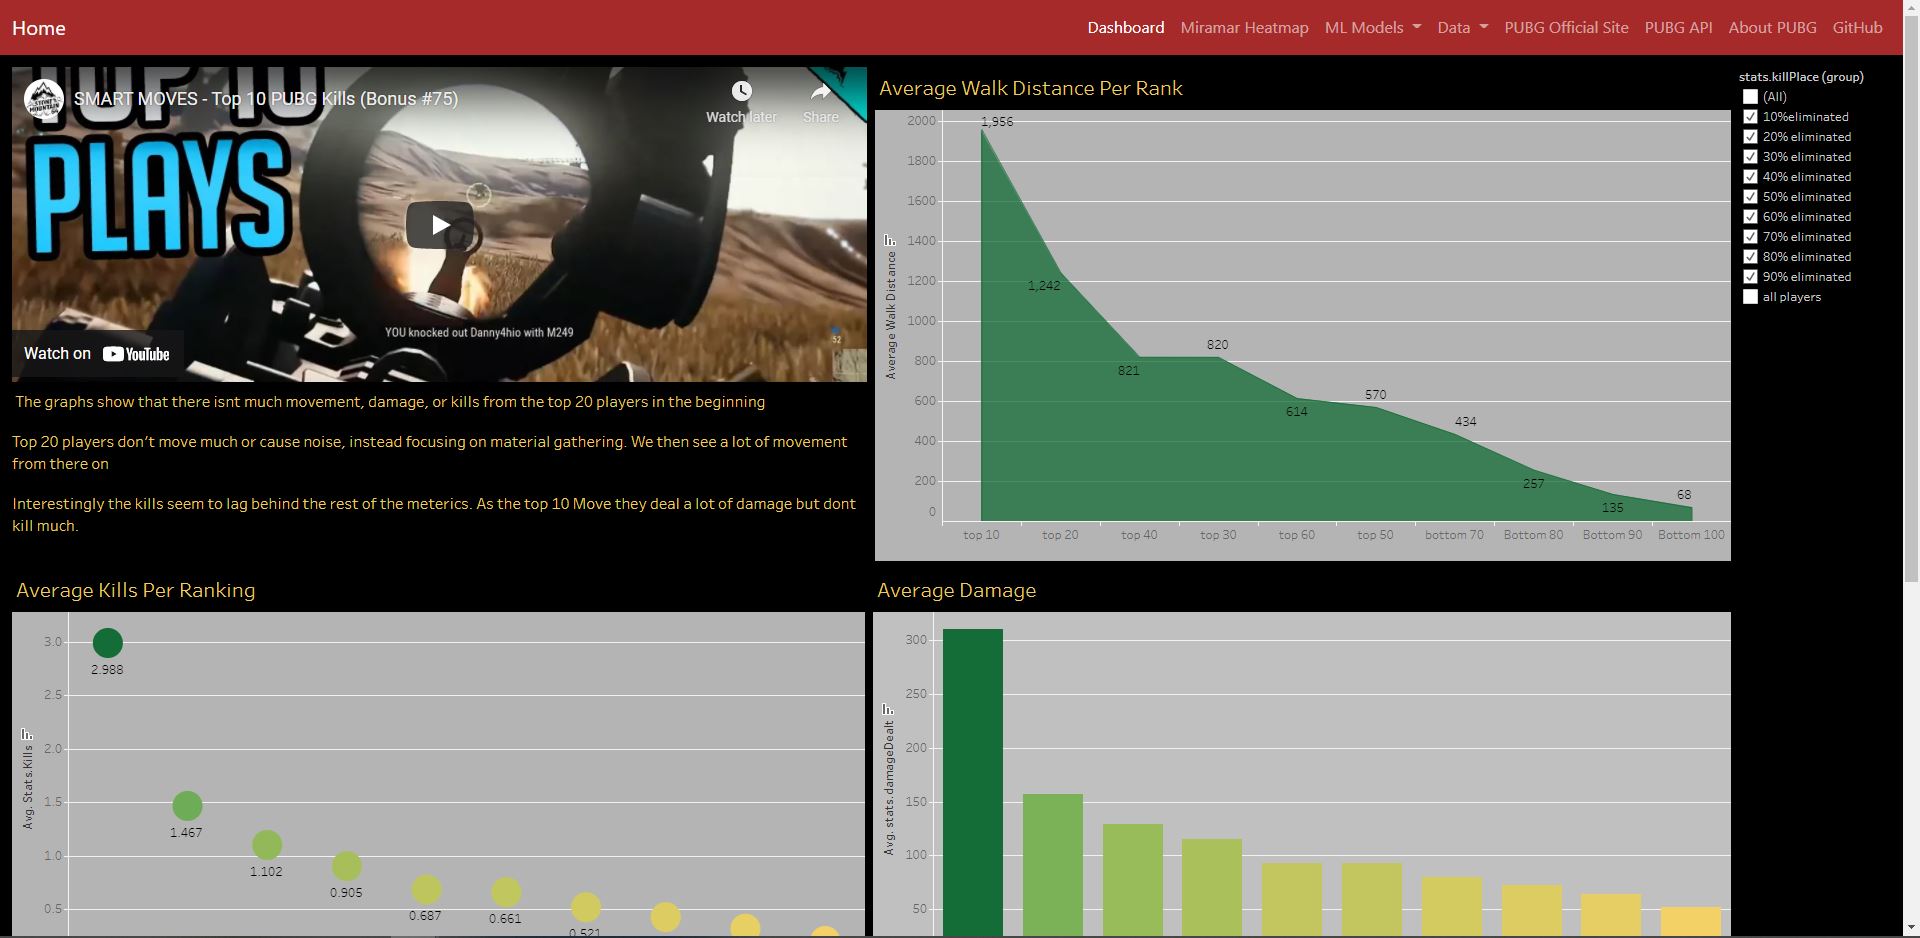 Home
Dashboard Miramar Heatmap ML Models Data PUBG Official Site PUBG API About PUBG GitHub
TOP 10
PLAYS
SMART MOVES - Top 10 PUBG Kills (Bonus #75)
Watch later
Share
YOU knocked out Danny4hio with M249
52
Watch on YouTube
The graphs show that there isnt much movement, damage, or kills from the top 20 players in the beginning
Top 20 players don’t move much or cause noise, instead focusing on material gathering. We then see a lot of movement
from there on
Interestingly the kills seem to lag behind the rest of the meterics. As the top 10 Move they deal a lot of damage but dont
kill much.
Average Walk Distance Per Rank
Average Walk Distance
2000
1800
1600
1400
1200
1000
800
600
400
200
0
1,956
1,242
821
820
614
570
434
257
135
68
top 10 top 20 top 40 top 30 top 60 top 50 bottom 70 Bottom 80 Bottom 90 Bottom 100
stats.killPlace (group)
(All)
10%eliminated
20% eliminated
30% eliminated
40% eliminated
50% eliminated
60% eliminated
70% eliminated
80% eliminated
90% eliminated
all players
Average Kills Per Ranking
Avg. Stats.Kills
3.0
2.5
2.0
1.5
1.0
0.5
2.988
1.467
1.102
0.905
0.687
0.661
0.521
Average Damage
Avg. stats.damageDealt
300
250
200
150
100
50